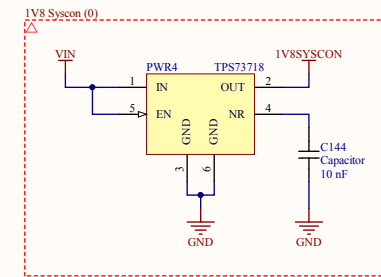 1V8 Syscon (0)
VIN
PWR4 TPS73718
1V8SYSCON
1 IN OUT 2
5 EN NR 4
GND GND
3 6
C144
Capacitor
10 nF
GND GND